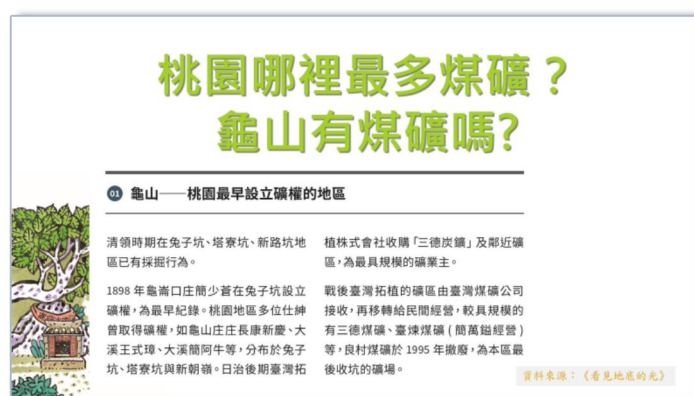 桃園哪裡最多煤礦？
龜山有煤礦嗎?
01 龜山——桃園最早設立礦權的地區
清領時期在兔子坑、塔寮坑、新路坑地
區已有採掘行為。
1898 年龜崙口庄簡少蒼在兔子坑設立
礦權，為最早紀錄。桃園地區多位仕紳
曾取得礦權，如龜山庄庄長康新慶、大
溪王式璋、大溪簡阿牛等，分布於兔子
坑、塔寮坑與新朝嶺。日治後期臺灣拓
植株式會社收購「三德炭鑛」及鄰近礦
區，為最具規模的礦業主。
戰後臺灣拓植的礦區由臺灣煤礦公司
接收，再移轉給民間經營，較具規模的
有三德煤礦、臺煉煤礦 ( 簡萬鎰經營 )
等，良村煤礦於 1995 年撤廢，為本區最
後收坑的礦場。
資料來源：《看見地底的光》